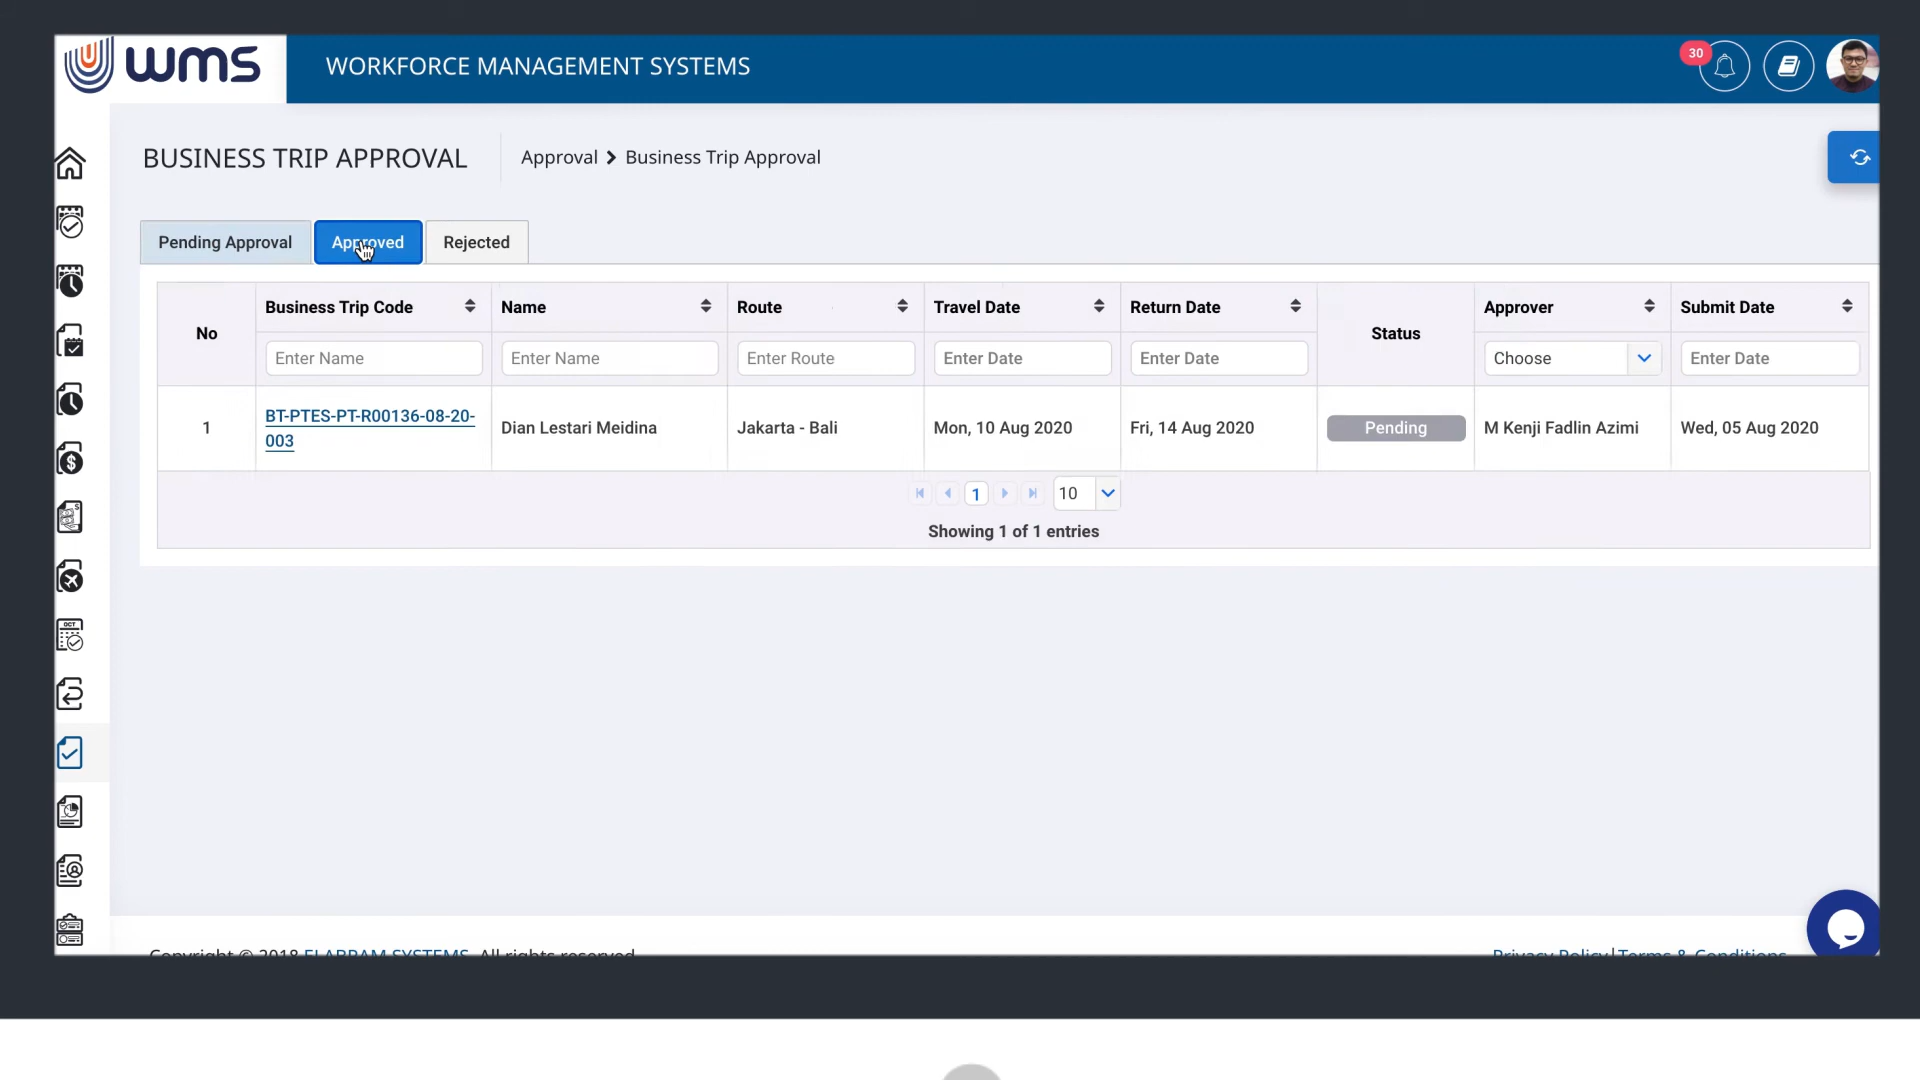 wms
WORKFORCE MANAGEMENT SYSTEMS
30
BUSINESS TRIP APPROVAL
Approval > Business Trip Approval
Pending Approval
Approved
Rejected
No
Business Trip Code
Name
Route
Travel Date
Return Date
Status
Approver
Submit Date
Enter Name
Enter Name
Enter Route
Enter Date
Enter Date
Choose
Enter Date
1
BT-PTES-PT-R00136-08-20-
003
Dian Lestari Meidina
Jakarta - Bali
Mon, 10 Aug 2020
Fri, 14 Aug 2020
Pending
M Kenji Fadlin Azimi
Wed, 05 Aug 2020
1
10
Showing 1 of 1 entries
Copyright © 2018 ELABRAM SYSTEMS. All rights reserved
Privacy Policy|Terms & Conditions